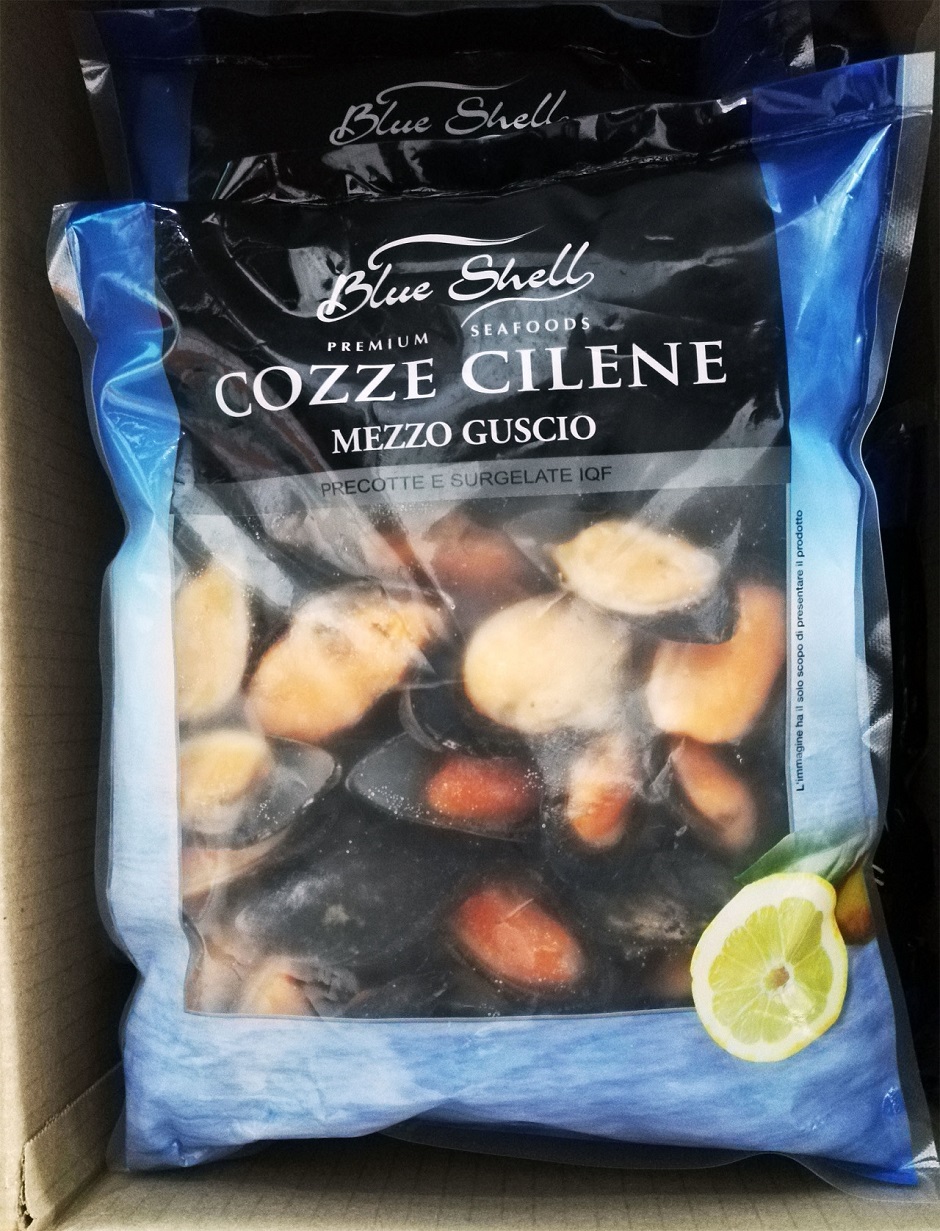 Blue Shell
Blue Shell
PREMIUM SEAFOODS
COZZE CILENE
MEZZO GUSCIO
PRECOTTE E SURGELATE IQF
L'immagine ha il solo scopo di presentare il prodotto